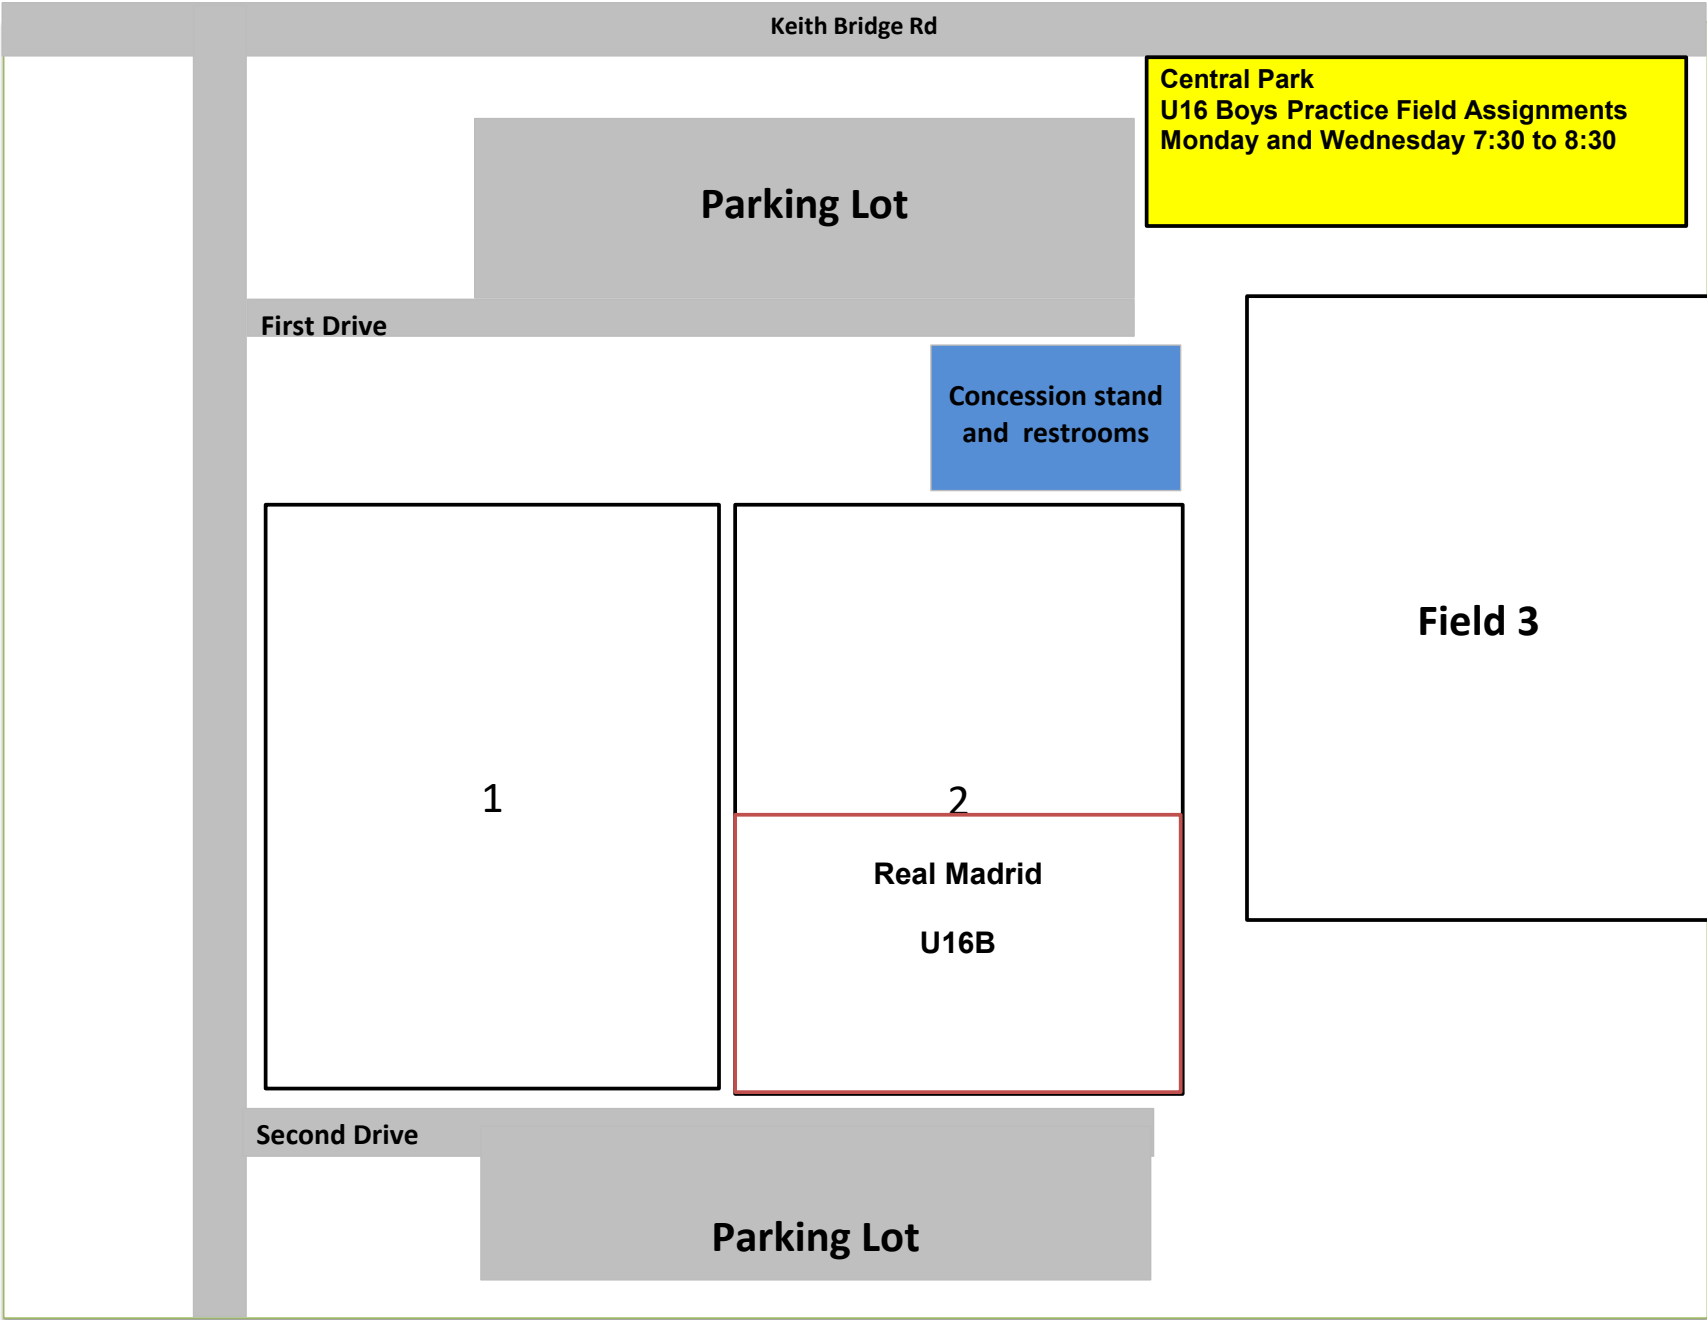 Keith Bridge Rd
Central Park
U16 Boys Practice Field Assignments
Monday and Wednesday 7:30 to 8:30
Parking Lot
First Drive
Concession stand
and restrooms
Field 3
1
2
Real Madrid
U16B
Second Drive
Parking Lot